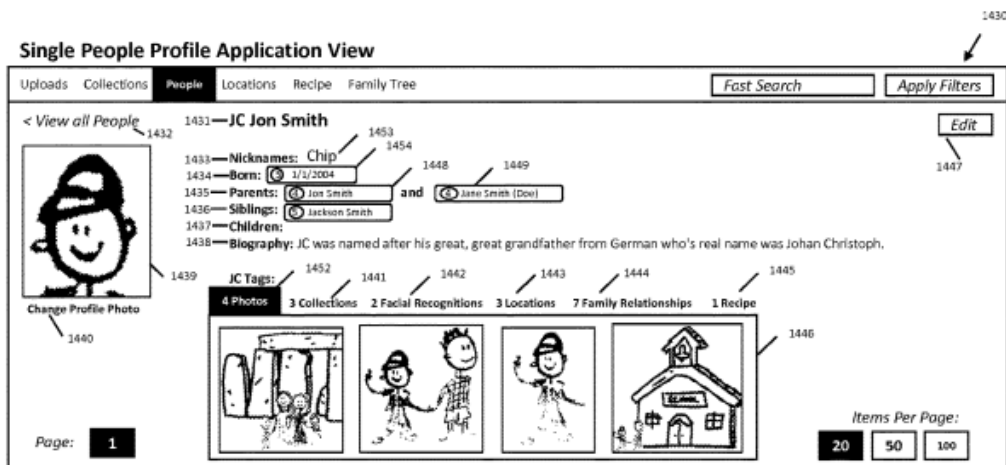 1430
Single People Profile Application View
Uploads Collections People Locations Recipe Family Tree Fast Search Apply Filters
< View all People 1432 1431 JC Jon Smith Edit
1447
1433 Nicknames: Chip 1453
1434 Born: 5 1/1/2004 1454
1435 Parents: 4 Jon Smith 1448 and 4 Jane Smith (Doe) 1449
1436 Siblings: 5 Jackson Smith
1437 Children:
1438 Biography: JC was named after his great, great grandfather from German who's real name was Johan Christoph.
1439 JC Tags: 1452 1441 1442 1443 1444 1445
4 Photos 3 Collections 2 Facial Recognitions 3 Locations 7 Family Relationships 1 Recipe
Change Profile Photo
1440
1446
Items Per Page:
Page: 1 20 50 100